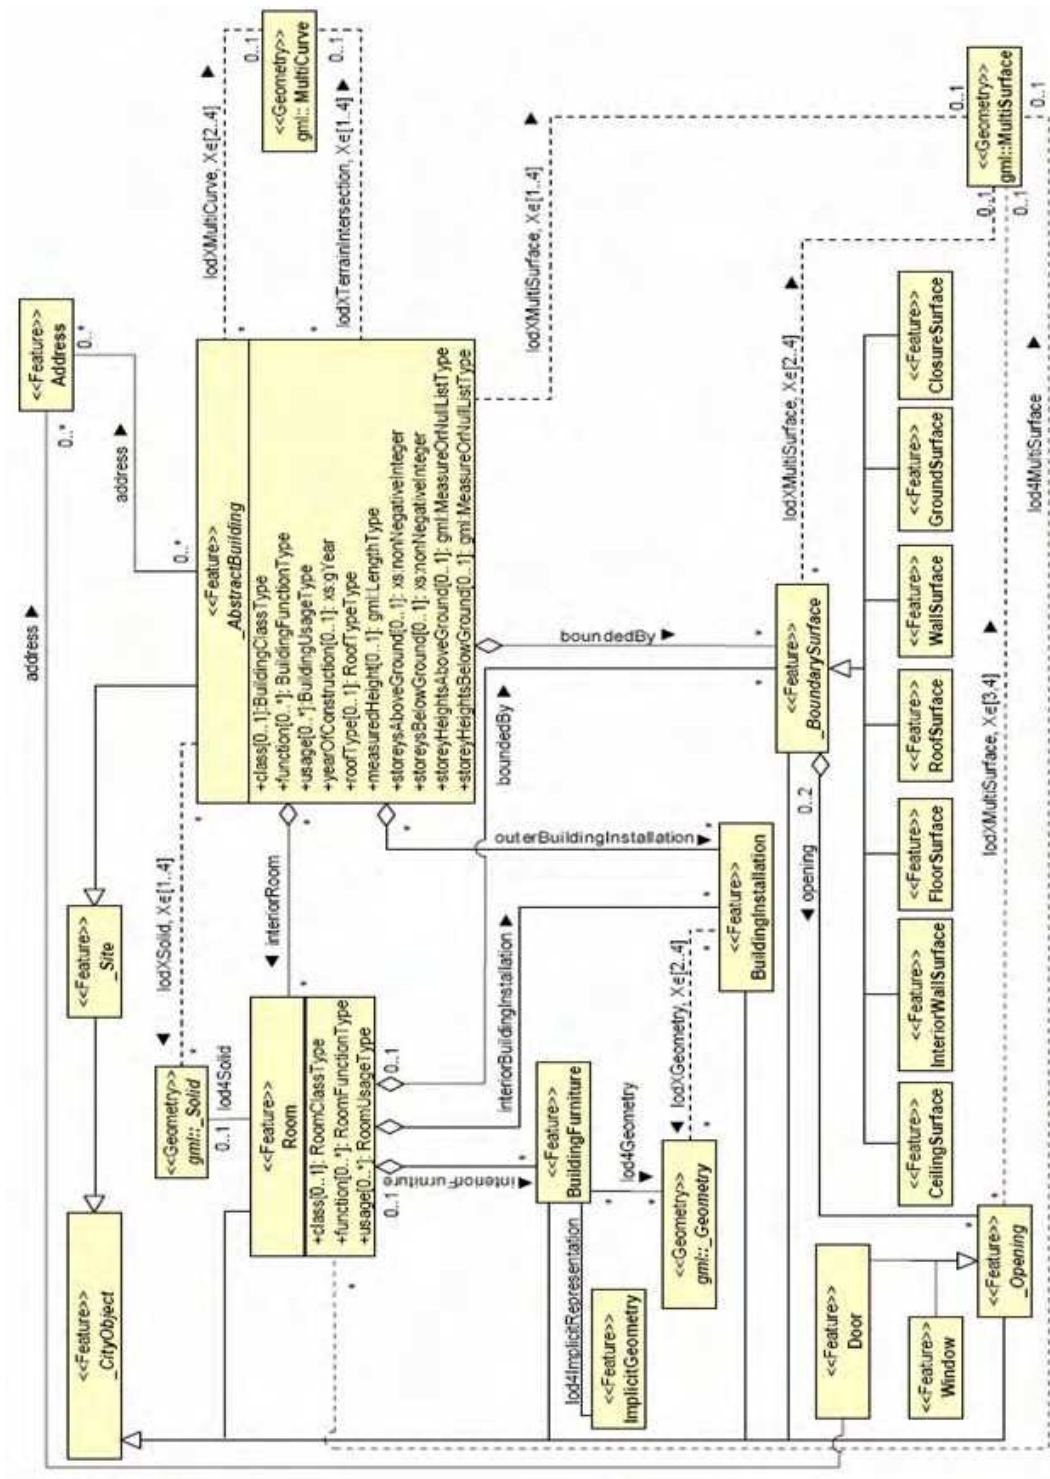 <<Feature>>
_CityObject
<<Feature>>
_Site
<<Feature>>
Address
0..*
0..*
address ▶
address ▶
0..*
<<Geometry>>
gml::_Solid
*
0..1
lod4Solid
◀ lodXSolid, X∈[1..4]
*
<<Feature>>
_AbstractBuilding
+class[0..1]:BuildingClassType
+function[0..*]: BuildingFunctionType
+usage[0..*]:BuildingUsageType
+yearOfConstruction[0..1]: xs:gYear
+roofType[0..1]: RoofTypeType
+measuredHeight[0..1]: gml:LengthType
+storeysAboveGround[0..1]: xs:nonNegativeInteger
+storeysBelowGround[0..1]: xs:nonNegativeInteger
+storeyHeightsAboveGround[0..1]: gml:MeasureOrNullListType
+storeyHeightsBelowGround[0..1]: gml:MeasureOrNullListType
lodXMultiCurve, X∈[2..4] ▶
*
0..1
<<Geometry>>
gml:: MultiCurve
0..1
lodXTerrainIntersection, X∈[1..4] ▶
*
<<Feature>>
Room
+class[0..1]: RoomClassType
+function[0..*]: RoomFunctionType
+usage[0..*]: RoomUsageType
◀ interiorRoom
*
*
0..1
0..1
*
interiorFurniture ▶
*
interiorBuildingInstallation ▶
*
outerBuildingInstallation ▶
*
*
boundedBy ▶
*
boundedBy ▶
*
*
lodXMultiSurface, X∈[1..4] ▶
0..1
<<Feature>>
BuildingFurniture
lod4ImplicitRepresentation
<<Feature>>
ImplicitGeometry
lod4Geometry ▶
*
*
<<Geometry>>
gml::_Geometry
*
◀ lodXGeometry, X∈[2..4]
*
<<Feature>>
BuildingInstallation
<<Feature>>
_BoundarySurface
*
lodXMultiSurface, X∈[2..4] ▶
0..1
0..1
0..1
<<Geometry>>
gml::MultiSurface
0..2
◀ opening
*
<<Feature>>
CeilingSurface
<<Feature>>
InteriorWallSurface
<<Feature>>
FloorSurface
<<Feature>>
RoofSurface
<<Feature>>
WallSurface
<<Feature>>
GroundSurface
<<Feature>>
ClosureSurface
<<Feature>>
Door
<<Feature>>
Window
<<Feature>>
_Opening
*
lodXMultiSurface, X∈[3,4] ▶
lod4MultiSurface ▶